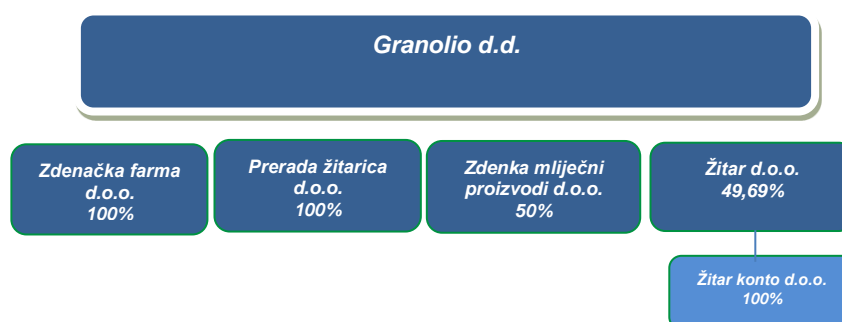 Granolio d.d.
Zdenačka farma
d.o.o.
100%
Prerada žitarica
d.o.o.
100%
Zdenka mliječni
proizvodi d.o.o.
50%
Žitar d.o.o.
49,69%
Žitar konto d.o.o.
100%